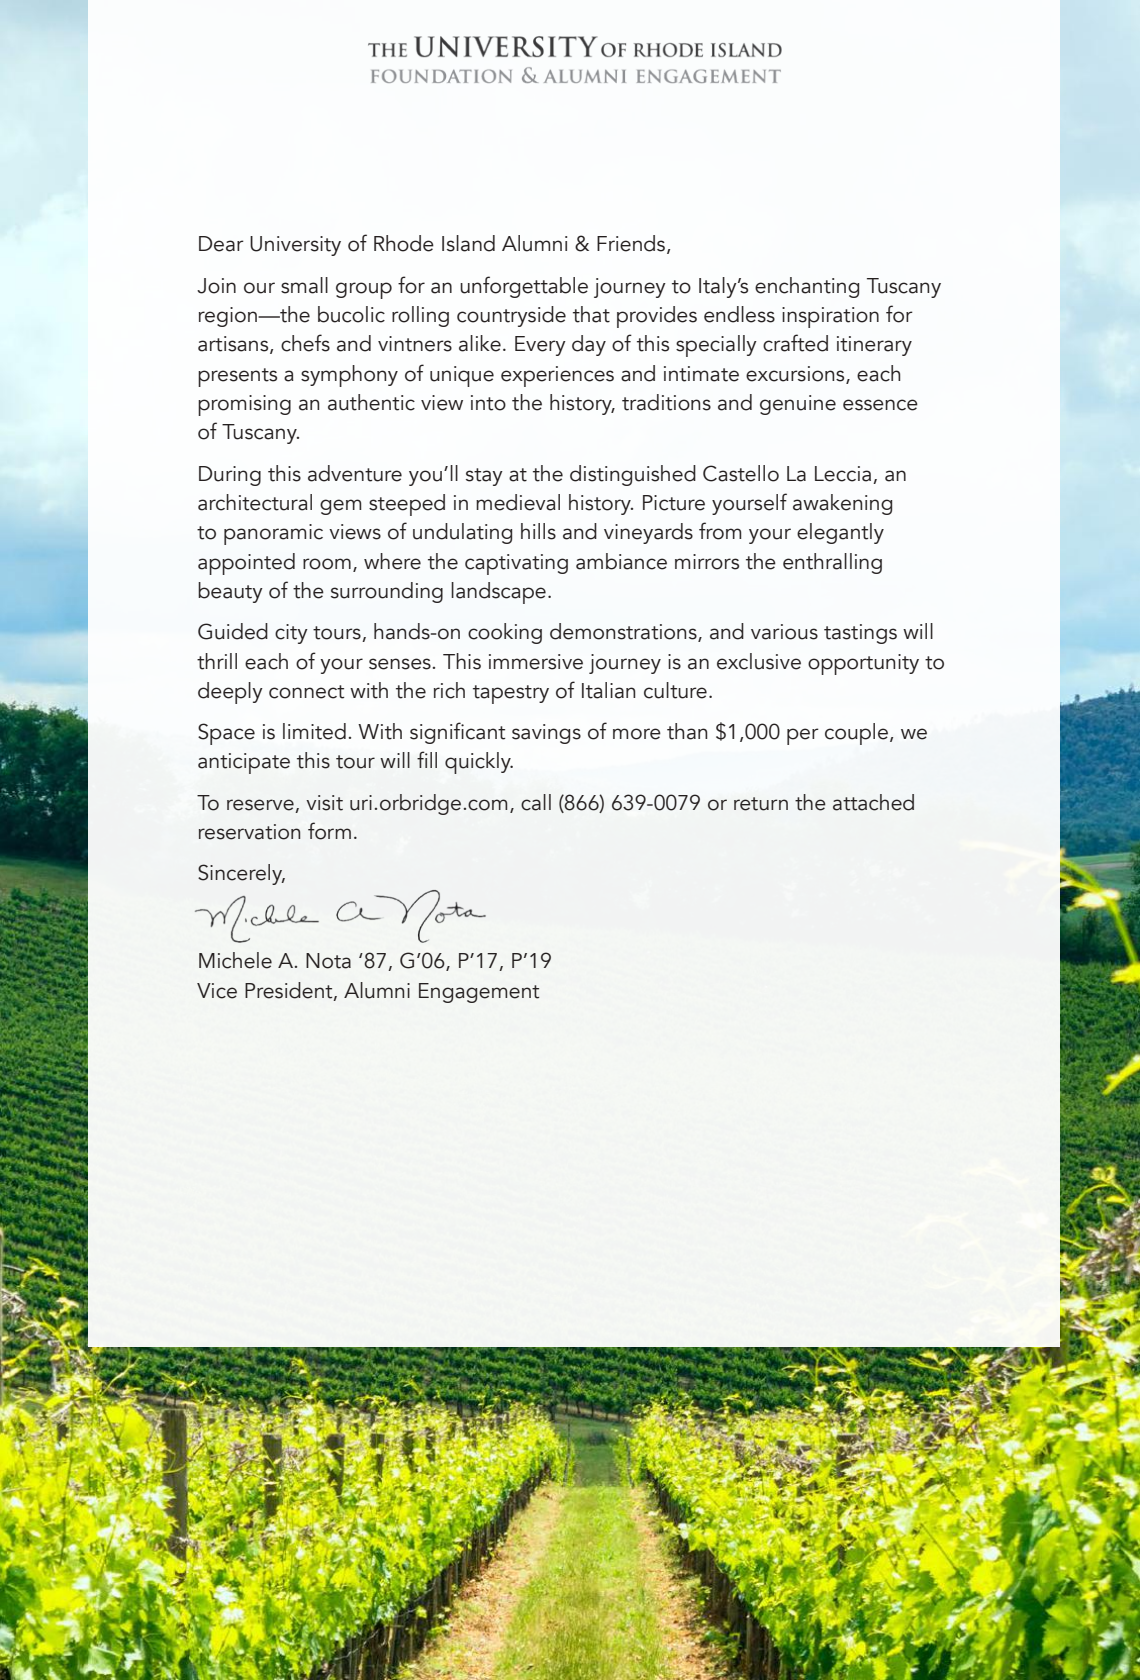 THE UNIVERSITY OF RHODE ISLAND
FOUNDATION & ALUMNI ENGAGEMENT
Dear University of Rhode Island Alumni & Friends,
Join our small group for an unforgettable journey to Italy’s enchanting Tuscany
region—the bucolic rolling countryside that provides endless inspiration for
artisans, chefs and vintners alike. Every day of this specially crafted itinerary
presents a symphony of unique experiences and intimate excursions, each
promising an authentic view into the history, traditions and genuine essence
of Tuscany.
During this adventure you’ll stay at the distinguished Castello La Leccia, an
architectural gem steeped in medieval history. Picture yourself awakening
to panoramic views of undulating hills and vineyards from your elegantly
appointed room, where the captivating ambiance mirrors the enthralling
beauty of the surrounding landscape.
Guided city tours, hands-on cooking demonstrations, and various tastings will
thrill each of your senses. This immersive journey is an exclusive opportunity to
deeply connect with the rich tapestry of Italian culture.
Space is limited. With significant savings of more than $1,000 per couple, we
anticipate this tour will fill quickly.
To reserve, visit uri.orbridge.com, call (866) 639-0079 or return the attached
reservation form.
Sincerely,
Michele A Nota
Michele A. Nota ‘87, G’06, P’17, P’19
Vice President, Alumni Engagement